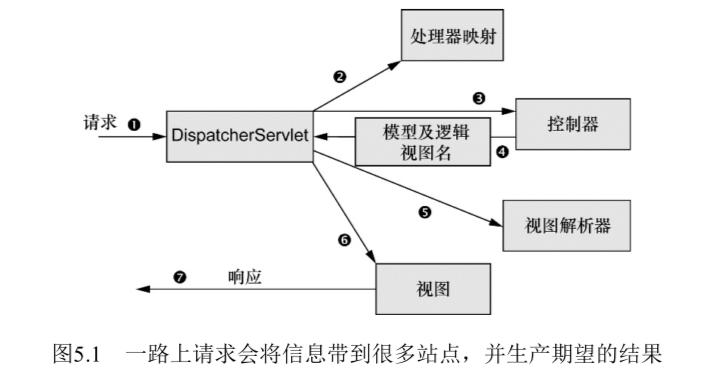 处理器映射
❷
❸
请求 ❶
DispatcherServlet
模型及逻辑
视图名
控制器
❹
❺
视图解析器
❻
❼ 响应
视图
图5.1 一路上请求会将信息带到很多站点，并生产期望的结果